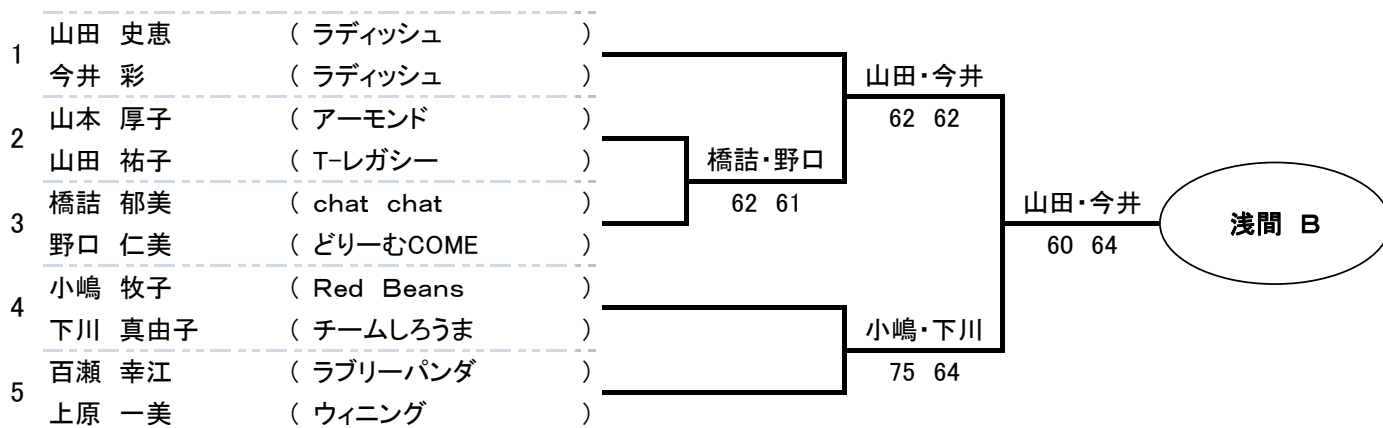 1
山田 史恵 ( ラディッシュ )
今井 彩 ( ラディッシュ )
2
山本 厚子 ( アーモンド )
山田 祐子 ( T-レガシー )
3
橋詰 郁美 ( chat chat )
野口 仁美 ( どりーむCOME )
4
小嶋 牧子 ( Red Beans )
下川 真由子 ( チームしろうま )
5
百瀬 幸江 ( ラブリーパンダ )
上原 一美 ( ウィニング )
橋詰・野口
62 61
山田・今井
62 62
小嶋・下川
75 64
山田・今井
60 64
浅間 B